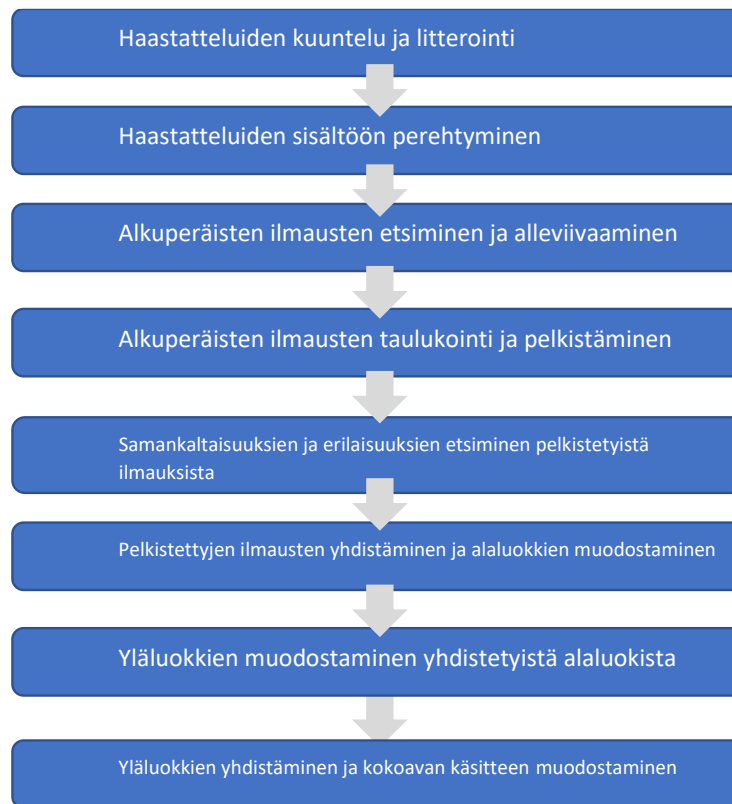 Haastatteluiden kuuntelu ja litterointi
Haastatteluiden sisältöön perehtyminen
Alkuperäisten ilmausten etsiminen ja alleviivaaminen
Alkuperäisten ilmausten taulukointi ja pelkistäminen
Samankaltaisuuksien ja erilaisuuksien etsiminen pelkistetyistä
ilmauksista
Pelkistettyjen ilmausten yhdistäminen ja alaluokkien muodostaminen
Yläluokkien muodostaminen yhdistetyistä alaluokista
Yläluokkien yhdistäminen ja kokoavan käsitteen muodostaminen